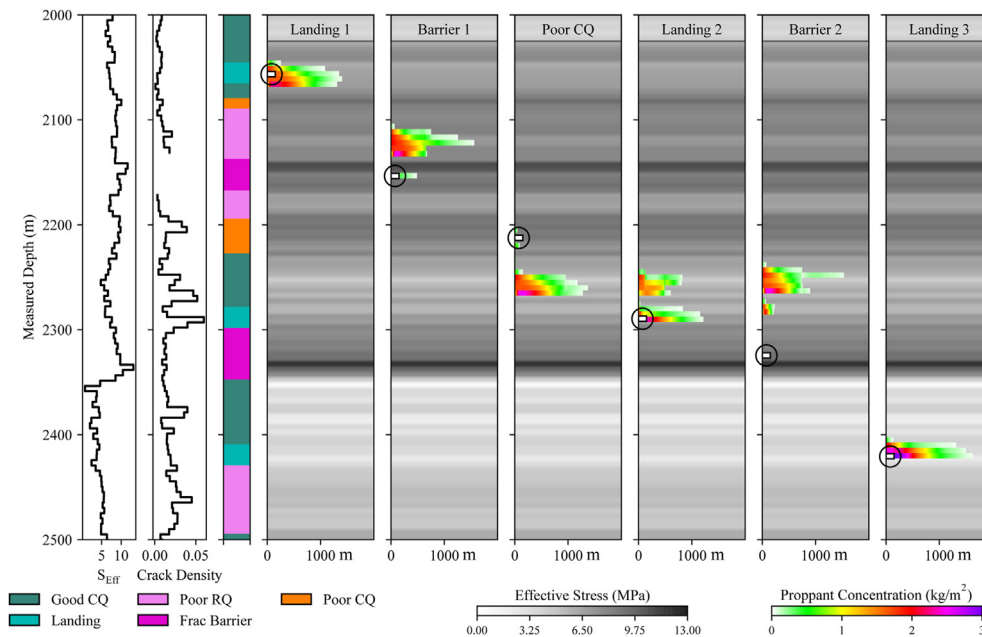 Landing 1 Barrier 1 Poor CQ Landing 2 Barrier 2 Landing 3
Measured Depth (m)
2000
2100
2200
2300
2400
2500
5 10 0.00 0.05 0 1000 m 0 1000 m 0 1000 m 0 1000 m 0 1000 m 0 1000 m
S_Eff Crack Density
Good CQ Poor RQ Poor CQ
Landing Frac Barrier
Effective Stress (MPa)
0.00 3.25 6.50 9.75 13.00
Proppant Concentration (kg/m²)
0 1 2 3